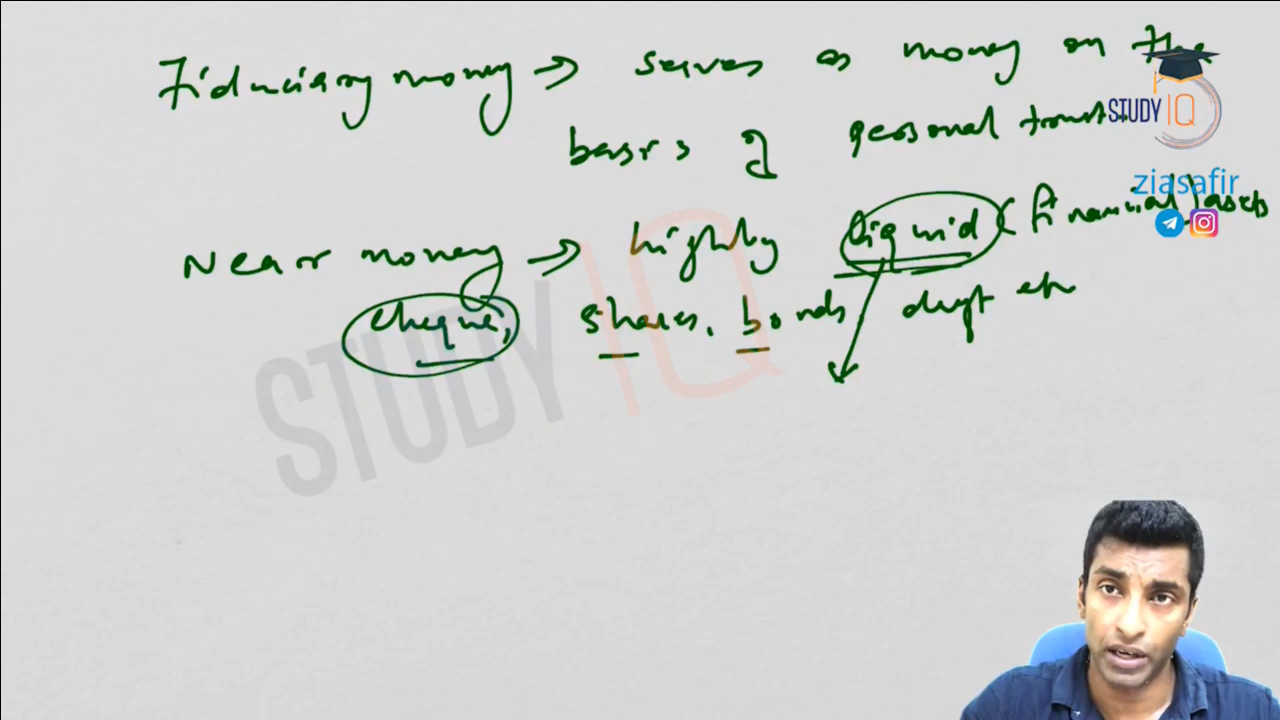 Fiduciary money → serves as money on the
basis of personal trust
STUDY IQ
ziasafir
Near money → highly liquid (financial) assets
cheque, shares, bonds, draft etc
STUDY IQ